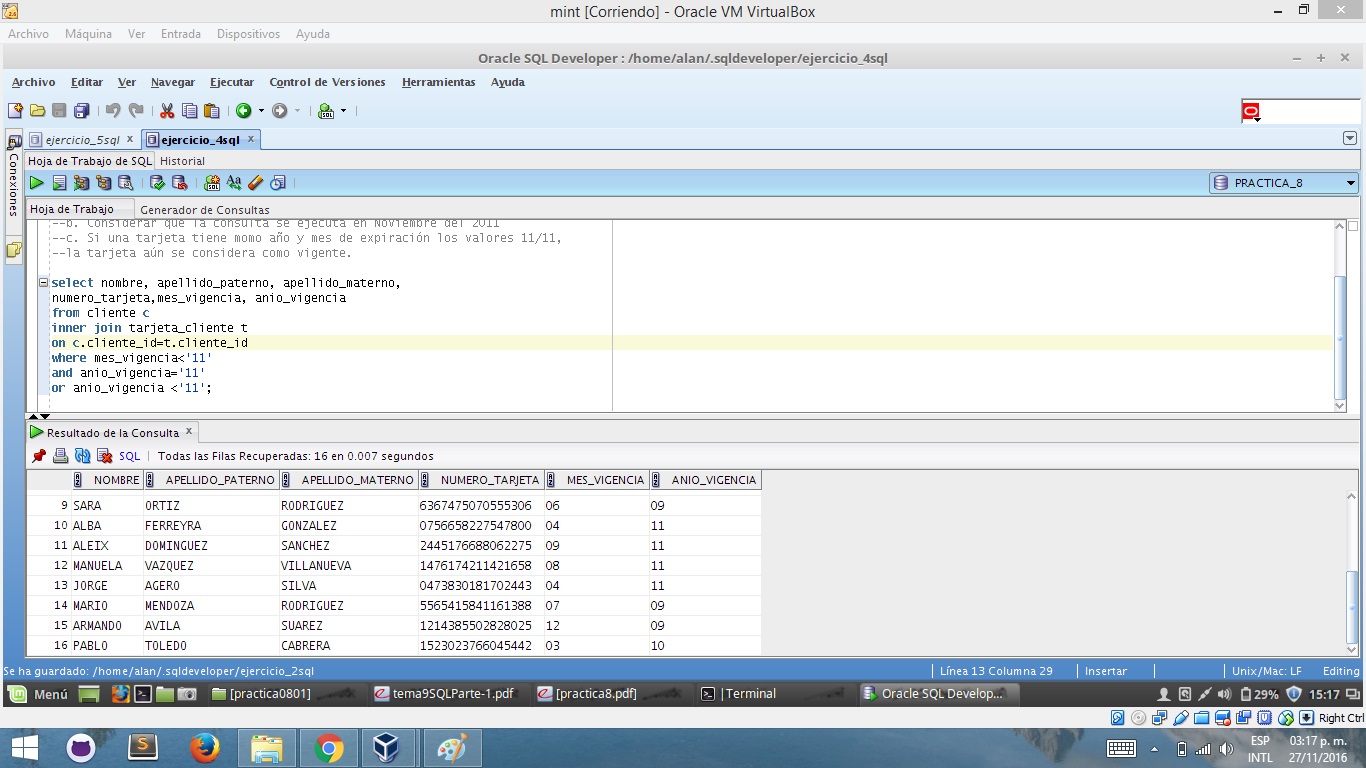 mint [Corriendo] - Oracle VM VirtualBox
Archivo Máquina Ver Entrada Dispositivos Ayuda
Oracle SQL Developer : /home/alan/.sqldeveloper/ejercicio_4sql
Archivo Editar Ver Navegar Ejecutar Control de Versiones Herramientas Ayuda
ejercicio_5sql x ejercicio_4sql x
Conexiones
Hoja de Trabajo de SQL Historial
PRACTICA_8
Hoja de Trabajo Generador de Consultas
--b. Considerar que la consulta se ejecuta en Noviembre del 2011
--c. Si una tarjeta tiene momo año y mes de expiración los valores 11/11,
--la tarjeta aún se considera como vigente.
select nombre, apellido_paterno, apellido_materno,
numero_tarjeta,mes_vigencia, anio_vigencia
from cliente c
inner join tarjeta_cliente t
on c.cliente_id=t.cliente_id
where mes_vigencia<'11'
and anio_vigencia='11'
or anio_vigencia <'11';
Resultado de la Consulta x
SQL | Todas las Filas Recuperadas: 16 en 0.007 segundos
NOMBRE APELLIDO_PATERNO APELLIDO_MATERNO NUMERO_TARJETA MES_VIGENCIA ANIO_VIGENCIA
9 SARA ORTIZ RODRIGUEZ 6367475070555306 06 09
10 ALBA FERREYRA GONZALEZ 0756658227547800 04 11
11 ALEIX DOMINGUEZ SANCHEZ 2445176688062275 09 11
12 MANUELA VAZQUEZ VILLANUEVA 1476174211421658 08 11
13 JORGE AGERO SILVA 0473830181702443 04 11
14 MARIO MENDOZA RODRIGUEZ 5565415841161388 07 09
15 ARMANDO AVILA SUAREZ 1214385502828025 12 09
16 PABLO TOLEDO CABRERA 1523023766045442 03 10
Se ha guardado: /home/alan/.sqldeveloper/ejercicio_2sql Línea 13 Columna 29 Insertar Unix/Mac: LF Editing
Menú [practica0801] tema9SQLParte-1.pdf [practica8.pdf] |Terminal Oracle SQL Develop... 29% 15:17
Right Ctrl
ESP 03:17 p. m.
INTL 27/11/2016